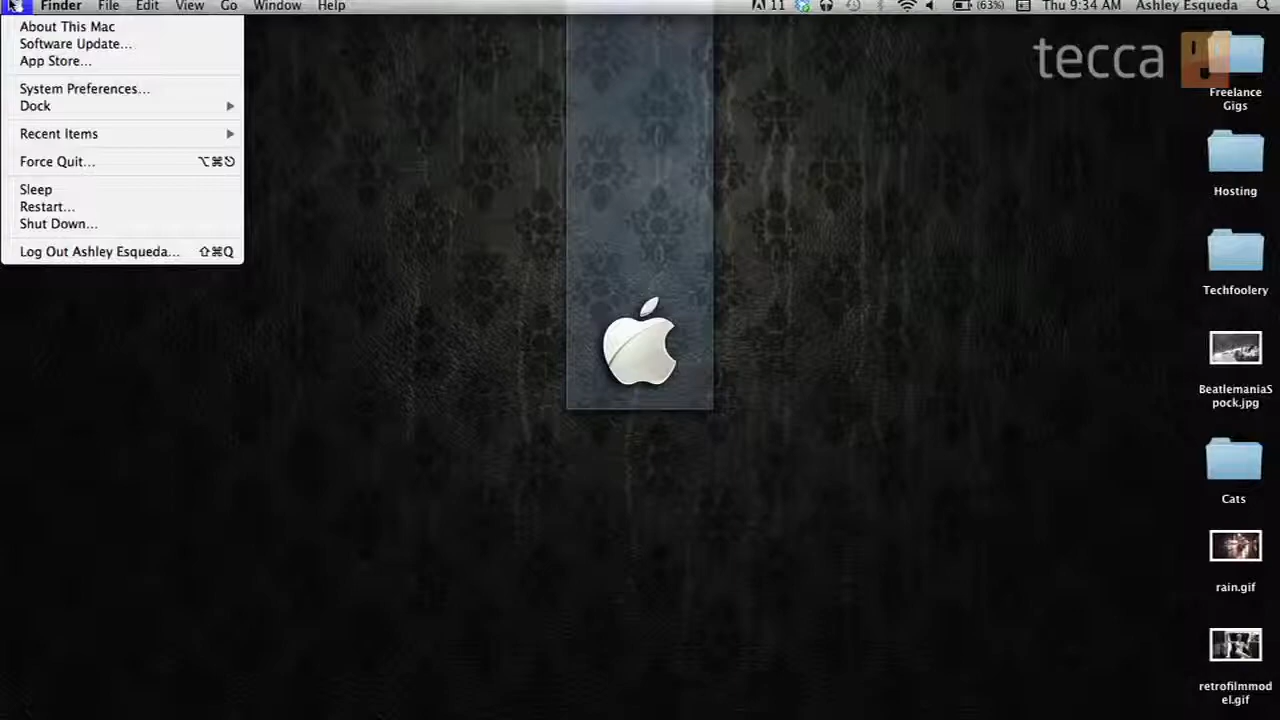 Finder File Edit View Go Window Help 11 (63%) Thu 9:34 AM Ashley Esqueda
About This Mac
Software Update...
App Store...
System Preferences...
Dock
Recent Items
Force Quit... ⌥⌘⎋
Sleep
Restart...
Shut Down...
Log Out Ashley Esqueda... ⇧⌘Q
tecca
Freelance
Gigs
Hosting
Techfoolery
BeatlemaniaS
pock.jpg
Cats
rain.gif
retrofilmmod
el.gif